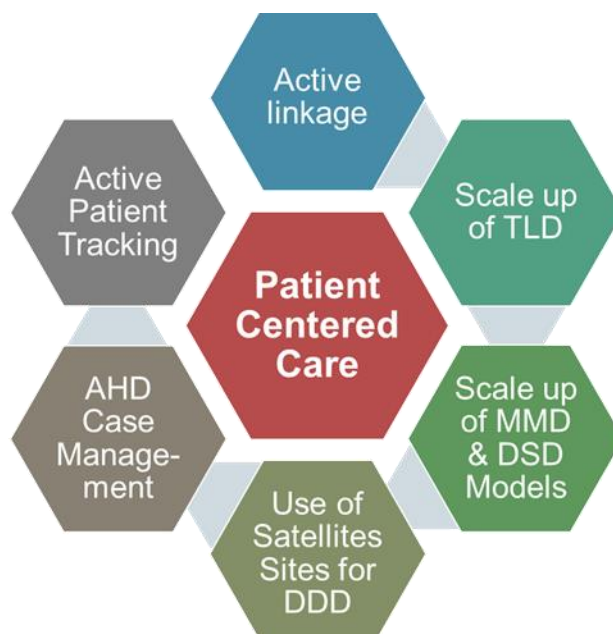 Active
linkage
Scale up
of TLD
Scale up
of MMD
& DSD
Models
Use of
Satellites
Sites for
DDD
AHD
Case
Manage-
ment
Active
Patient
Tracking
Patient
Centered
Care